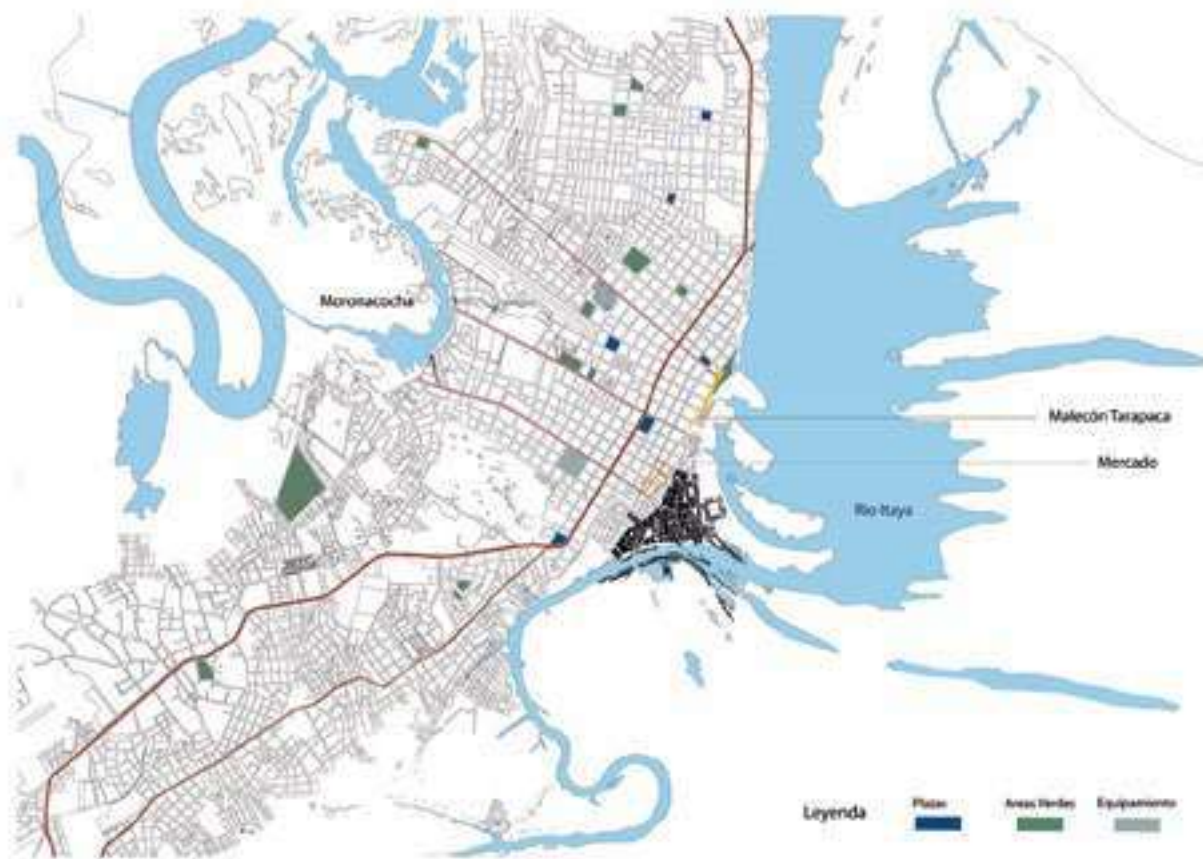 Moronacocha
Malecón Tarapaca
Mercado
Rio Itaya
Leyenda
Plazas
Areas Verdes
Equipamiento